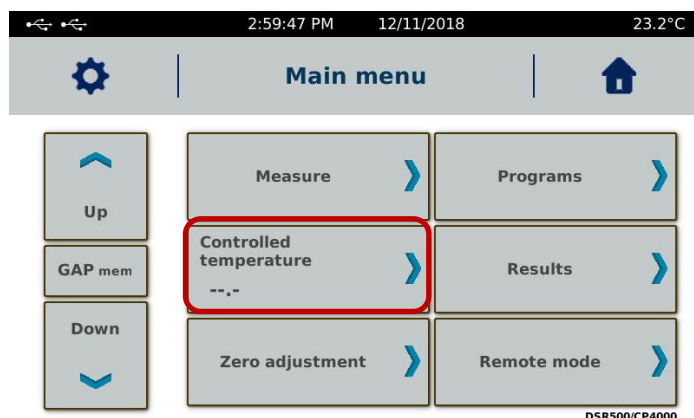 2:59:47 PM 12/11/2018 23.2°C
Main menu
Up
GAP mem
Down
Measure
Programs
Controlled
temperature
--.-
Results
Zero adjustment
Remote mode
DSR500/CP4000